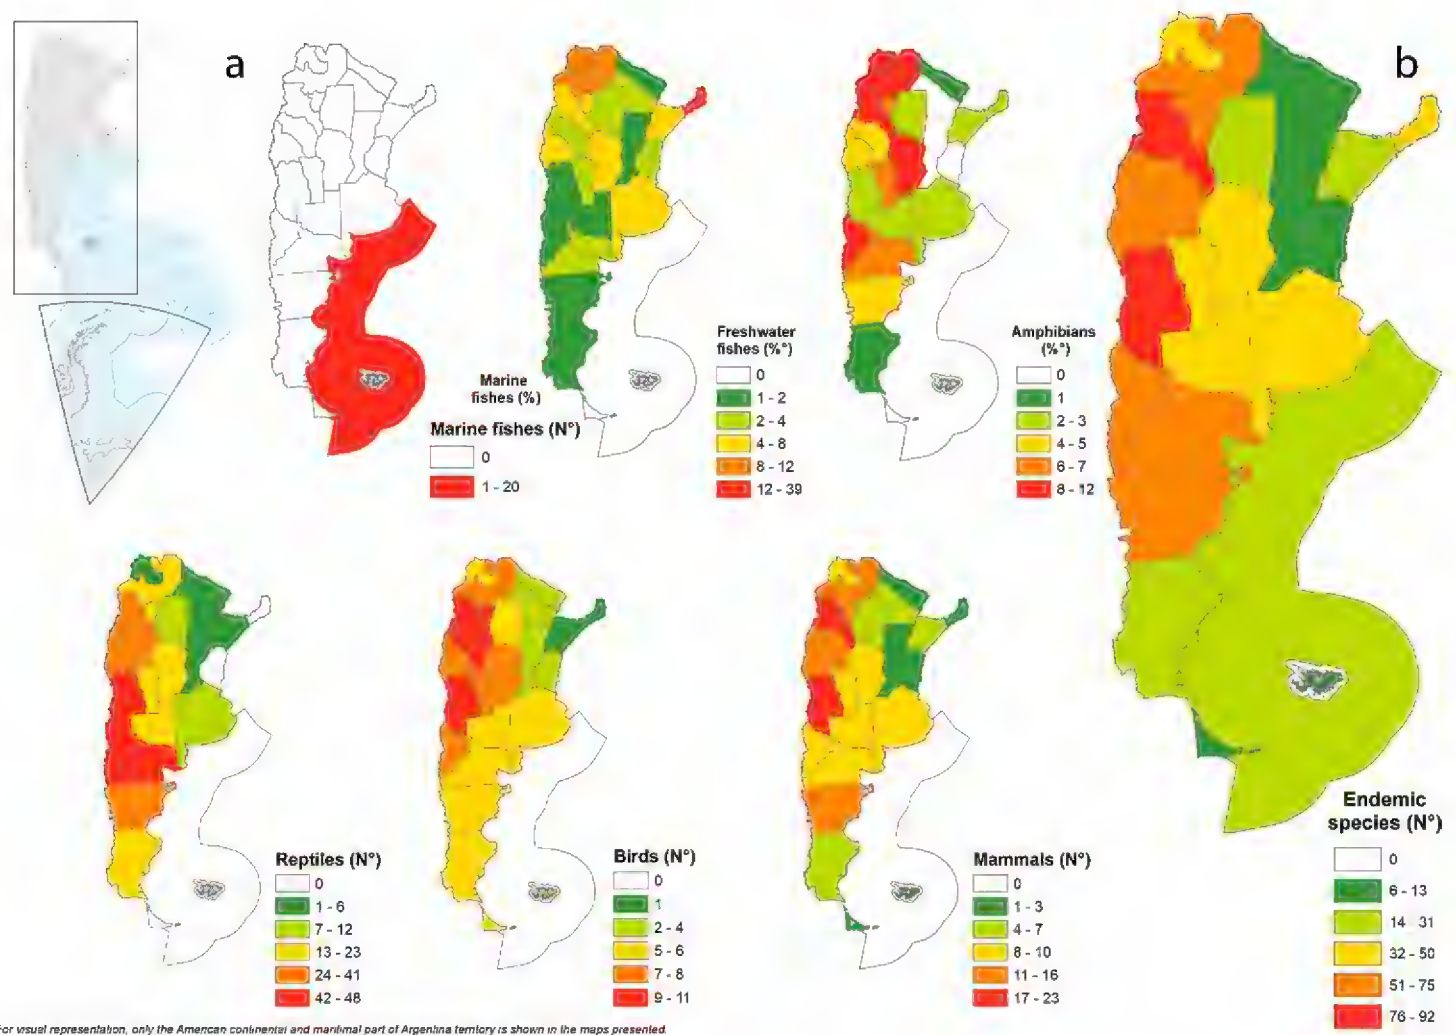 a
b
Marine
fishes (%)
Marine fishes (N°)
0
1 - 20
Freshwater
fishes (%°)
0
1 - 2
2 - 4
4 - 8
8 - 12
12 - 39
Amphibians
(%°)
0
1
2 - 3
4 - 5
6 - 7
8 - 12
Reptiles (N°)
0
1 - 6
7 - 12
13 - 23
24 - 41
42 - 48
Birds (N°)
0
1
2 - 4
5 - 6
7 - 8
9 - 11
Mammals (N°)
0
1 - 3
4 - 7
8 - 10
11 - 16
17 - 23
Endemic
species (N°)
0
6 - 13
14 - 31
32 - 50
51 - 75
76 - 92
For visual representation, only the American continental and maritimal part of Argentina territory is shown in the maps presented.